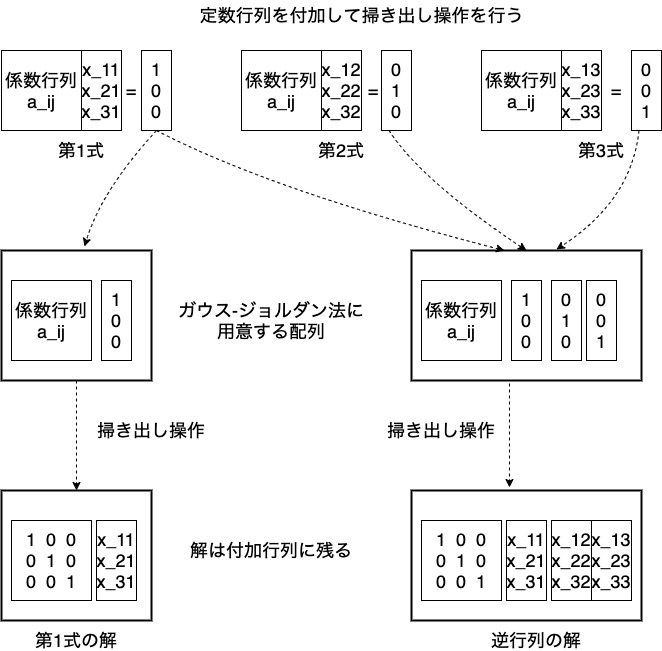 定数行列を付加して掃き出し操作を行う
係数行列
a_ij
x_11
x_21
x_31
=
1
0
0
第1式
係数行列
a_ij
x_12
x_22
x_32
=
0
1
0
第2式
係数行列
a_ij
x_13
x_23
x_33
=
0
0
1
第3式
係数行列
a_ij
1
0
0
ガウス-ジョルダン法に
用意する配列
係数行列
a_ij
1
0
0
0
1
0
0
0
1
掃き出し操作
掃き出し操作
1 0 0
0 1 0
0 0 1
x_11
x_21
x_31
第1式の解
解は付加行列に残る
1 0 0
0 1 0
0 0 1
x_11
x_21
x_31
x_12
x_22
x_32
x_13
x_23
x_33
逆行列の解